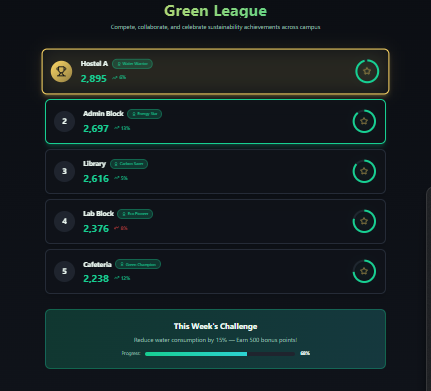 Green League
Compete, collaborate, and celebrate sustainability achievements across campus
Hostel A Water Warrior
2,895 6%
2 Admin Block Energy Star
2,697 13%
3 Library Carbon Saver
2,616 5%
4 Lab Block Eco Pioneer
2,376
5 Cafeteria Green Champion
2,238 12%
This Week's Challenge
Reduce water consumption by 15% — Earn 500 bonus points!
Progress 68%